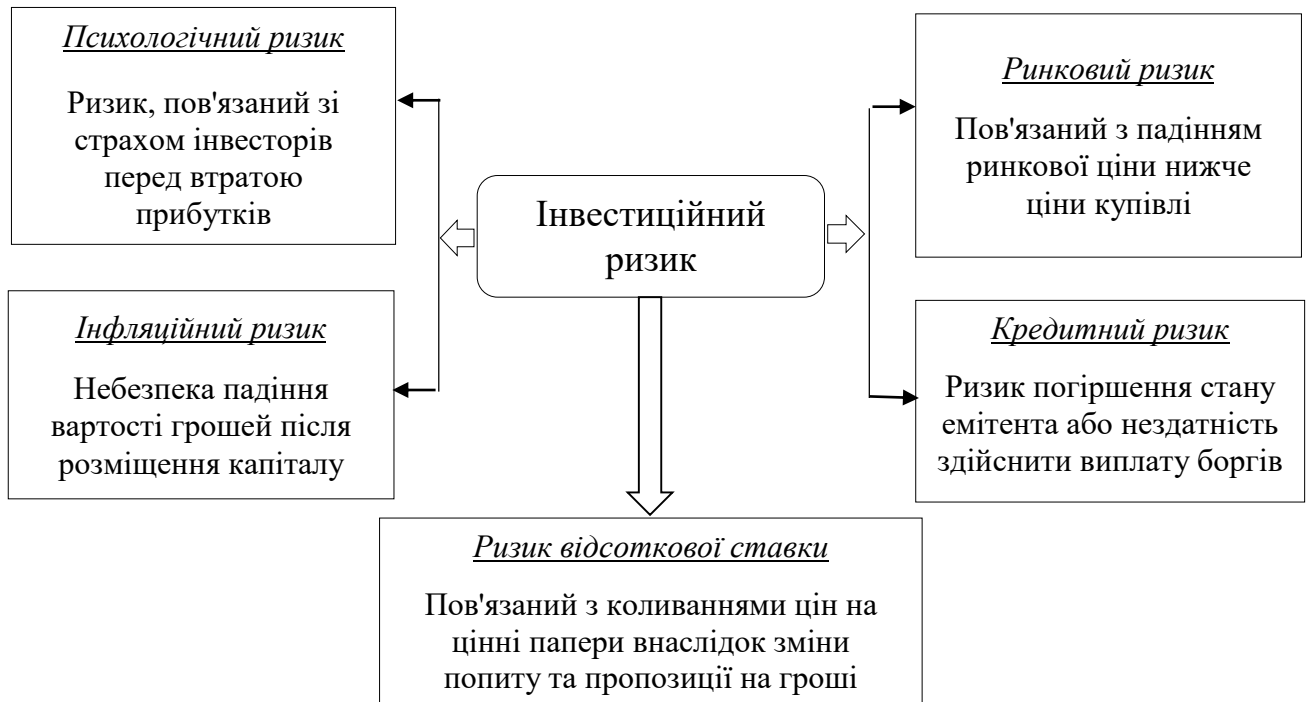 Психологічний ризик
Ризик, пов'язаний зі
страхом інвесторів
перед втратою
прибутків
Ринковий ризик
Пов'язаний з падінням
ринкової ціни нижче
ціни купівлі
Інвестиційний
ризик
Інфляційний ризик
Небезпека падіння
вартості грошей після
розміщення капіталу
Кредитний ризик
Ризик погіршення стану
емітента або нездатність
здійснити виплату боргів
Ризик відсоткової ставки
Пов'язаний з коливаннями цін на
цінні папери внаслідок зміни
попиту та пропозиції на гроші